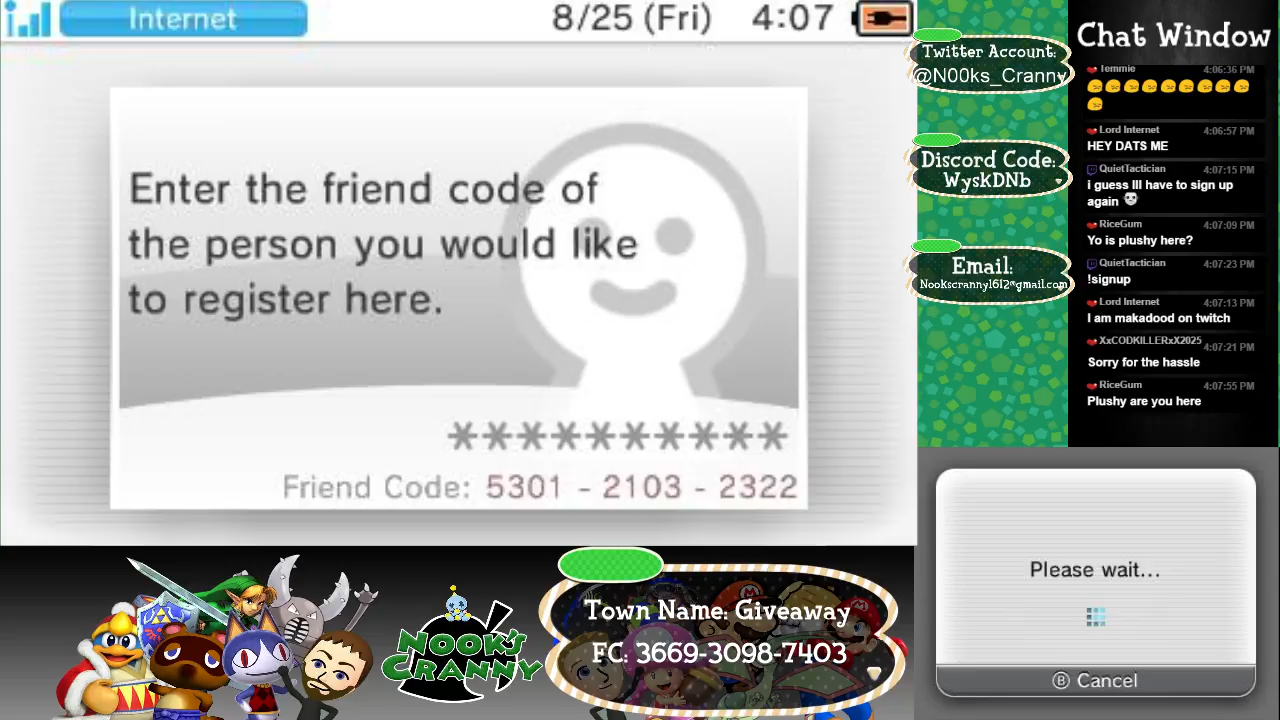 Internet
8/25 (Fri) 4:07
Enter the friend code of
the person you would like
to register here.
**********
Friend Code: 5301 - 2103 - 2322
Twitter Account:
@N00ks_Cranny
Discord Code:
WyskDNb
Email:
Nookscranny1612@gmail.com
Chat Window
Temmie 4:06:36 PM
Lord Internet 4:06:57 PM
HEY DATS ME
QuietTactician 4:07:15 PM
i guess Ill have to sign up
again
RiceGum 4:07:09 PM
Yo is plushy here?
QuietTactician 4:07:23 PM
!signup
Lord Internet 4:07:13 PM
I am makadood on twitch
XxCODKILLERxX2025 4:07:21 PM
Sorry for the hassle
RiceGum 4:07:55 PM
Plushy are you here
Please wait...
Ⓑ Cancel
NOOK'S
CRANNY
Town Name: Giveaway
FC: 3669-3098-7403